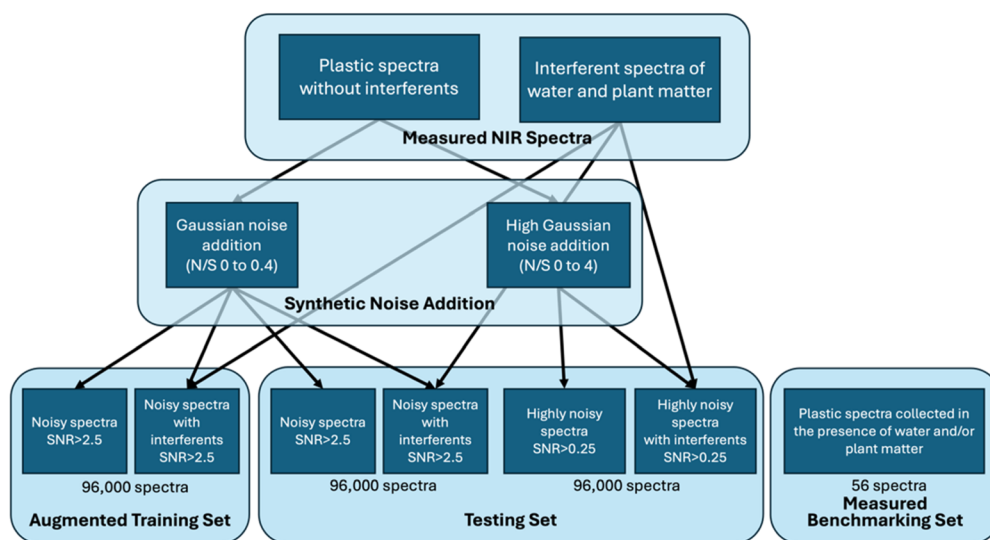 Plastic spectra
without interferents
Interferent spectra of
water and plant matter
Measured NIR Spectra
Gaussian noise
addition
(N/S 0 to 0.4)
High Gaussian
noise addition
(N/S 0 to 4)
Synthetic Noise Addition
Noisy spectra
SNR>2.5
Noisy spectra
with
interferents
SNR>2.5
96,000 spectra
Augmented Training Set
Noisy spectra
SNR>2.5
Noisy spectra
with
interferents
SNR>2.5
96,000 spectra
Highly noisy
spectra
SNR>0.25
Highly noisy
spectra
with interferents
SNR>0.25
96,000 spectra
Testing Set
Plastic spectra collected in
the presence of water and/or
plant matter
56 spectra
Measured
Benchmarking Set